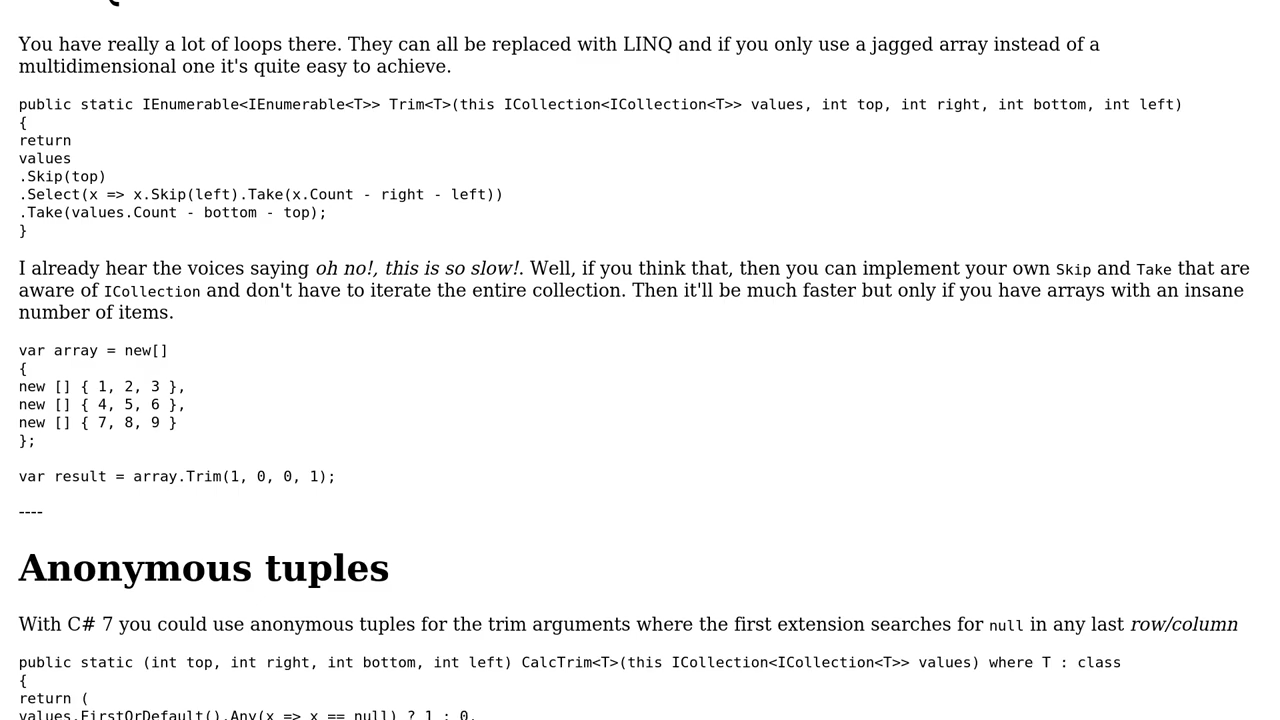 You have really a lot of loops there. They can all be replaced with LINQ and if you only use a jagged array instead of a
multidimensional one it's quite easy to achieve.
public static IEnumerable<IEnumerable<T>> Trim<T>(this ICollection<ICollection<T>> values, int top, int right, int bottom, int left)
{
return
values
.Skip(top)
.Select(x => x.Skip(left).Take(x.Count - right - left))
.Take(values.Count - bottom - top);
}
I already hear the voices saying oh no!, this is so slow!. Well, if you think that, then you can implement your own Skip and Take that are
aware of ICollection and don't have to iterate the entire collection. Then it'll be much faster but only if you have arrays with an insane
number of items.
var array = new[]
{
new [] { 1, 2, 3 },
new [] { 4, 5, 6 },
new [] { 7, 8, 9 }
};
var result = array.Trim(1, 0, 0, 1);
----
Anonymous tuples
With C# 7 you could use anonymous tuples for the trim arguments where the first extension searches for null in any last row/column
public static (int top, int right, int bottom, int left) CalcTrim<T>(this ICollection<ICollection<T>> values) where T : class
{
return (
values.FirstOrDefault().Any(x => x == null) ? 1 : 0,